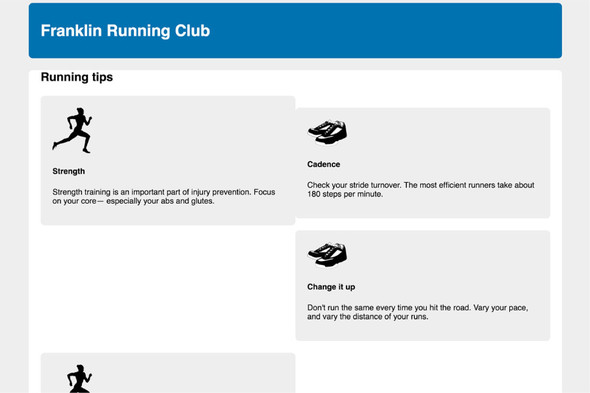 Franklin Running Club
Running tips
Strength
Strength training is an important part of injury prevention. Focus
on your core— especially your abs and glutes.
Cadence
Check your stride turnover. The most efficient runners take about
180 steps per minute.
Change it up
Don't run the same every time you hit the road. Vary your pace,
and vary the distance of your runs.